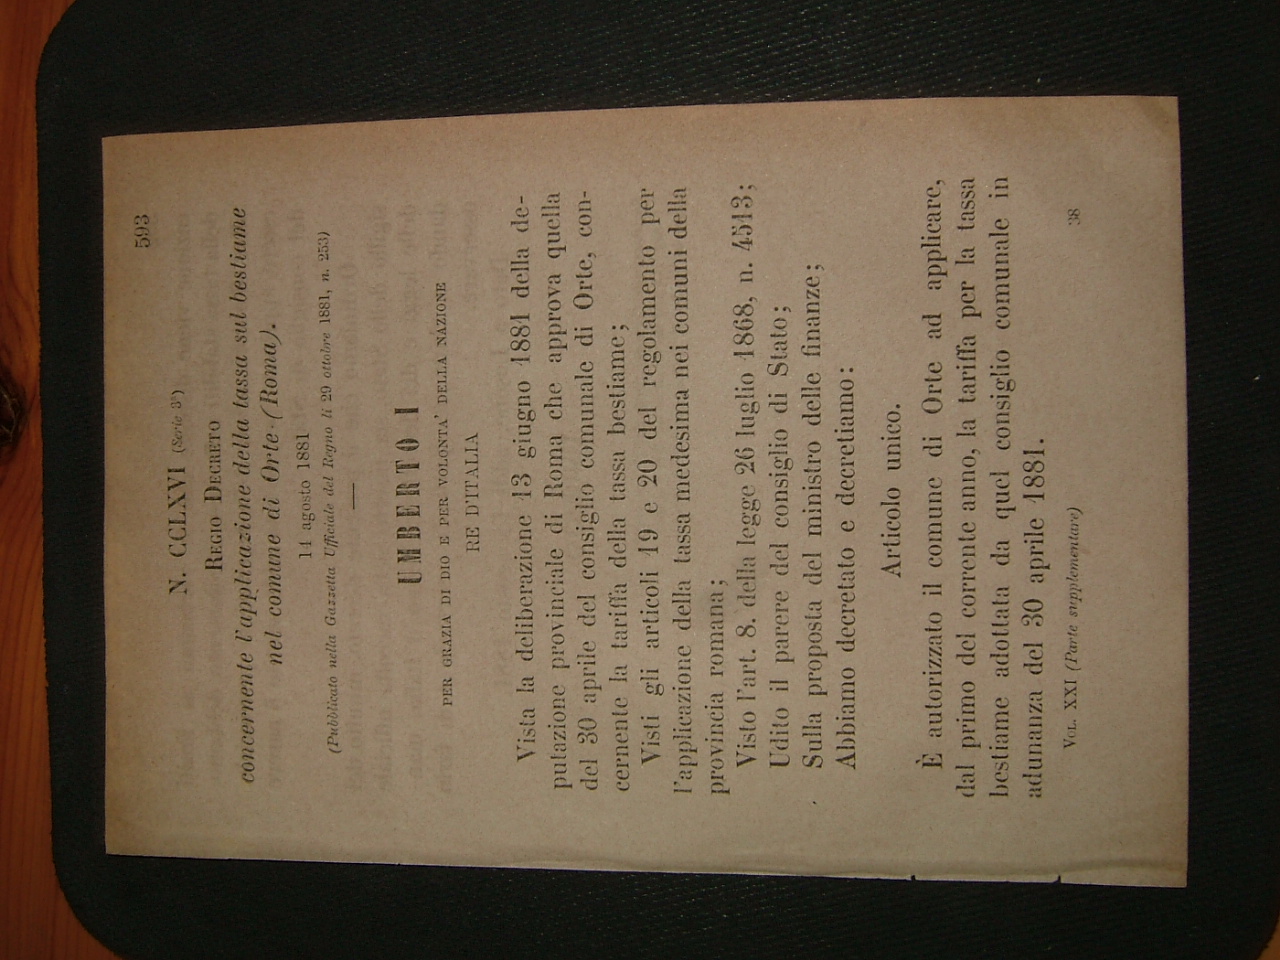 593
N. CCLXVI (Serie 3ª)
REGIO DECRETO
concernente l'applicazione della tassa sul bestiame
nel comune di Orte (Roma).
14 agosto 1881
(Pubblicato nella Gazzetta Ufficiale del Regno li 29 ottobre 1881, n. 253)
UMBERTO I
PER GRAZIA DI DIO E PER VOLONTA' DELLA NAZIONE
RE D'ITALIA
Vista la deliberazione 13 giugno 1881 della de-
putazione provinciale di Roma che approva quella
del 30 aprile del consiglio comunale di Orte, con-
cernente la tariffa della tassa bestiame;
Visti gli articoli 19 e 20 del regolamento per
l'applicazione della tassa medesima nei comuni della
provincia romana;
Visto l'art. 8. della legge 26 luglio 1868, n. 4513;
Udito il parere del consiglio di Stato;
Sulla proposta del ministro delle finanze;
Abbiamo decretato e decretiamo:
Articolo unico.
È autorizzato il comune di Orte ad applicare,
dal primo del corrente anno, la tariffa per la tassa
bestiame adottata da quel consiglio comunale in
adunanza del 30 aprile 1881.
VOL. XXI (Parte supplementare) 38